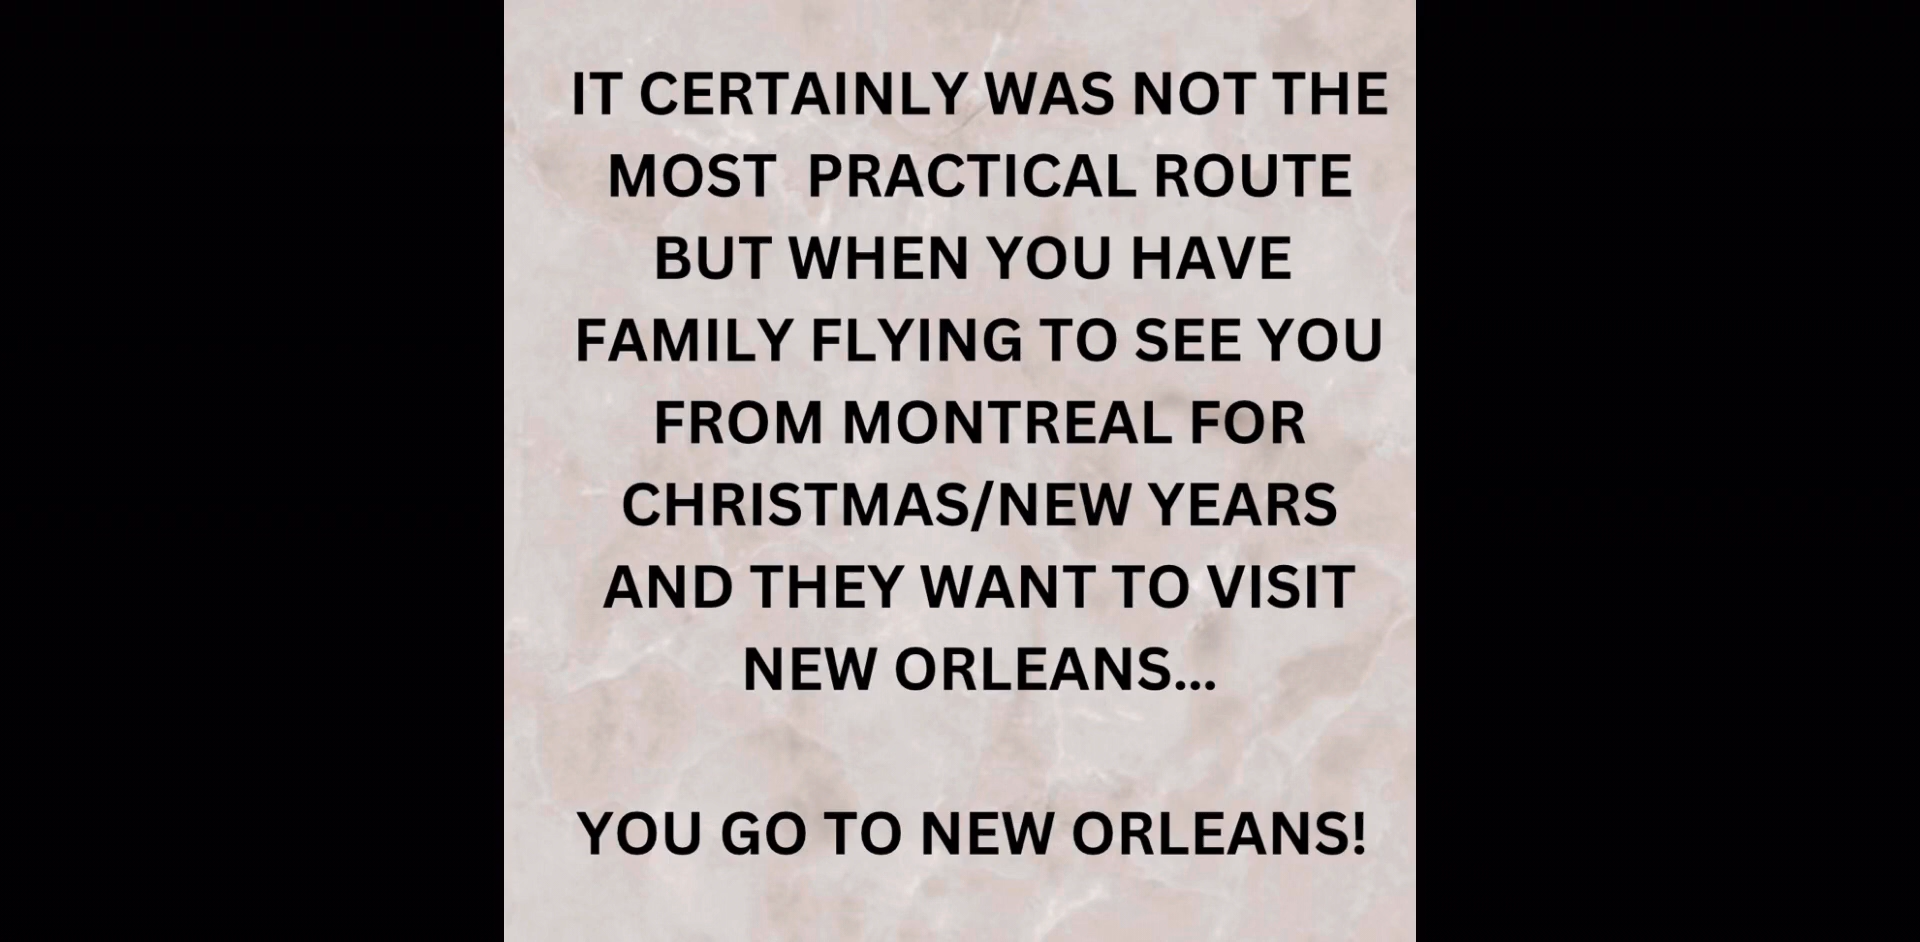 IT CERTAINLY WAS NOT THE
MOST PRACTICAL ROUTE
BUT WHEN YOU HAVE
FAMILY FLYING TO SEE YOU
FROM MONTREAL FOR
CHRISTMAS/NEW YEARS
AND THEY WANT TO VISIT
NEW ORLEANS...
YOU GO TO NEW ORLEANS!